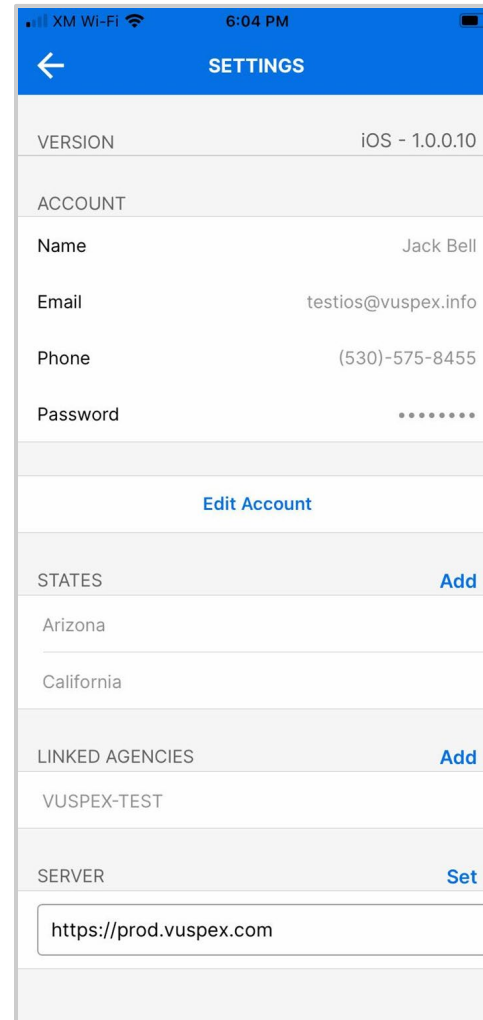 XM Wi-Fi 6:04 PM
SETTINGS
VERSION iOS - 1.0.0.10
ACCOUNT
Name Jack Bell
Email testios@vuspex.info
Phone (530)-575-8455
Password ••••••••
Edit Account
STATES Add
Arizona
California
LINKED AGENCIES Add
VUSPEX-TEST
SERVER Set
https://prod.vuspex.com